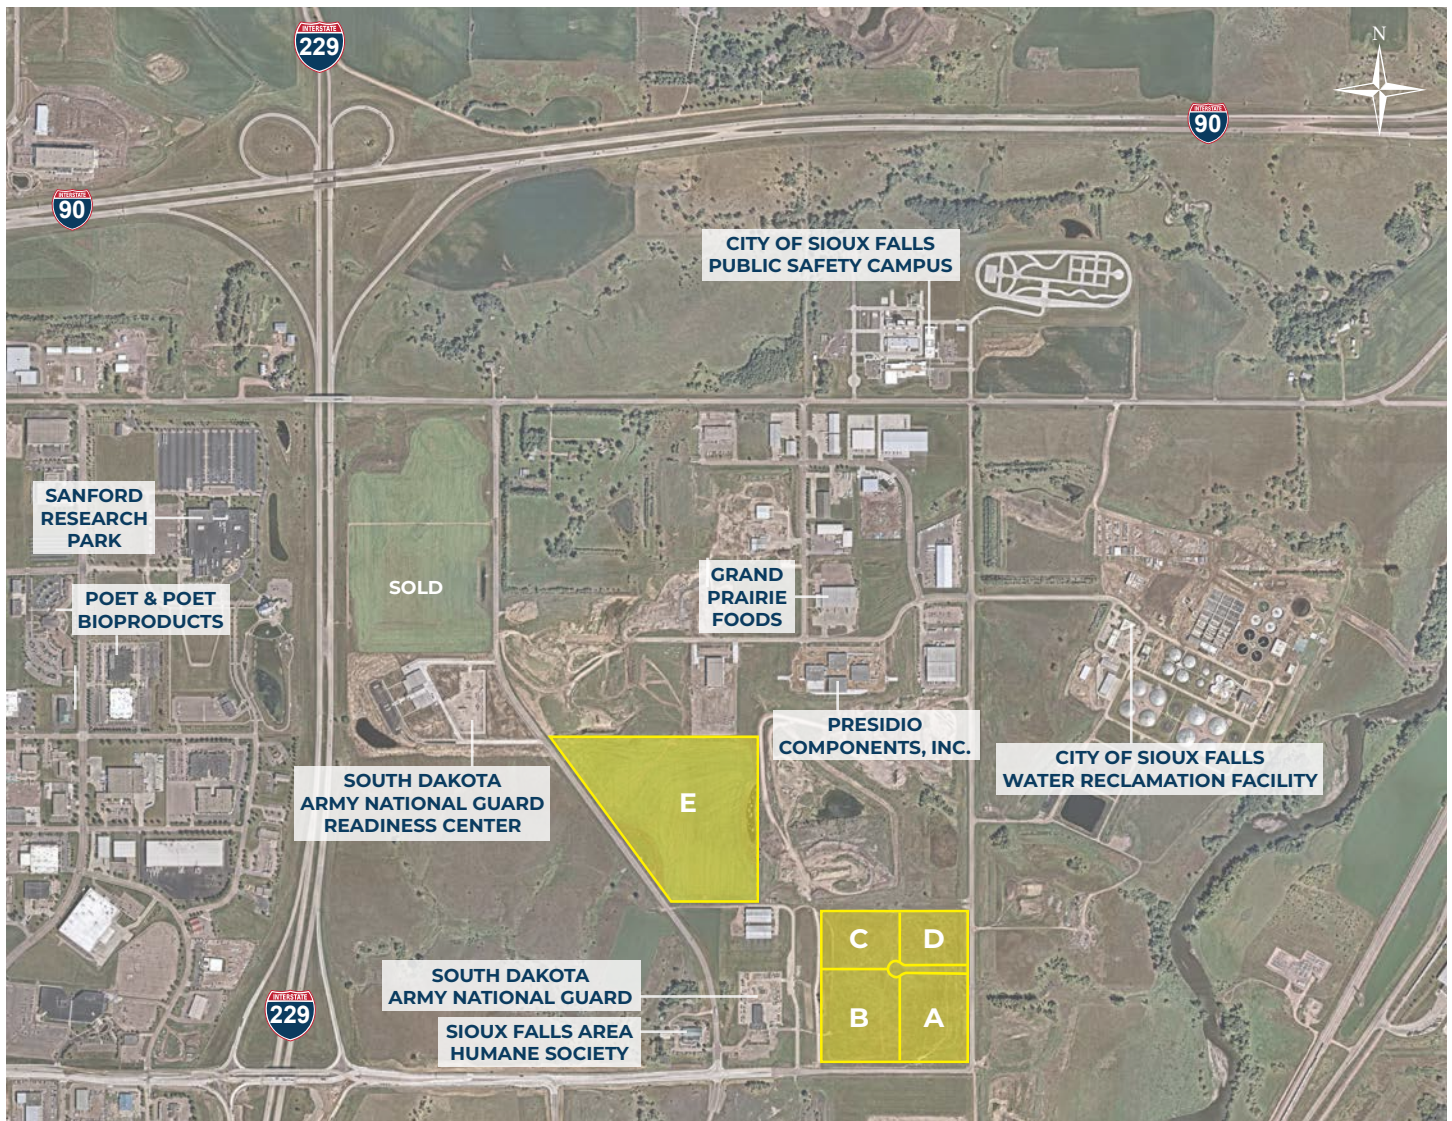 INTERSTATE
229
N
INTERSTATE
90
INTERSTATE
90
CITY OF SIOUX FALLS
PUBLIC SAFETY CAMPUS
SANFORD
RESEARCH
PARK
SOLD
GRAND
PRAIRIE
FOODS
POET & POET
BIOPRODUCTS
PRESIDIO
COMPONENTS, INC.
CITY OF SIOUX FALLS
WATER RECLAMATION FACILITY
SOUTH DAKOTA
ARMY NATIONAL GUARD
READINESS CENTER
E
C
D
B
A
SOUTH DAKOTA
ARMY NATIONAL GUARD
INTERSTATE
229
SIOUX FALLS AREA
HUMANE SOCIETY